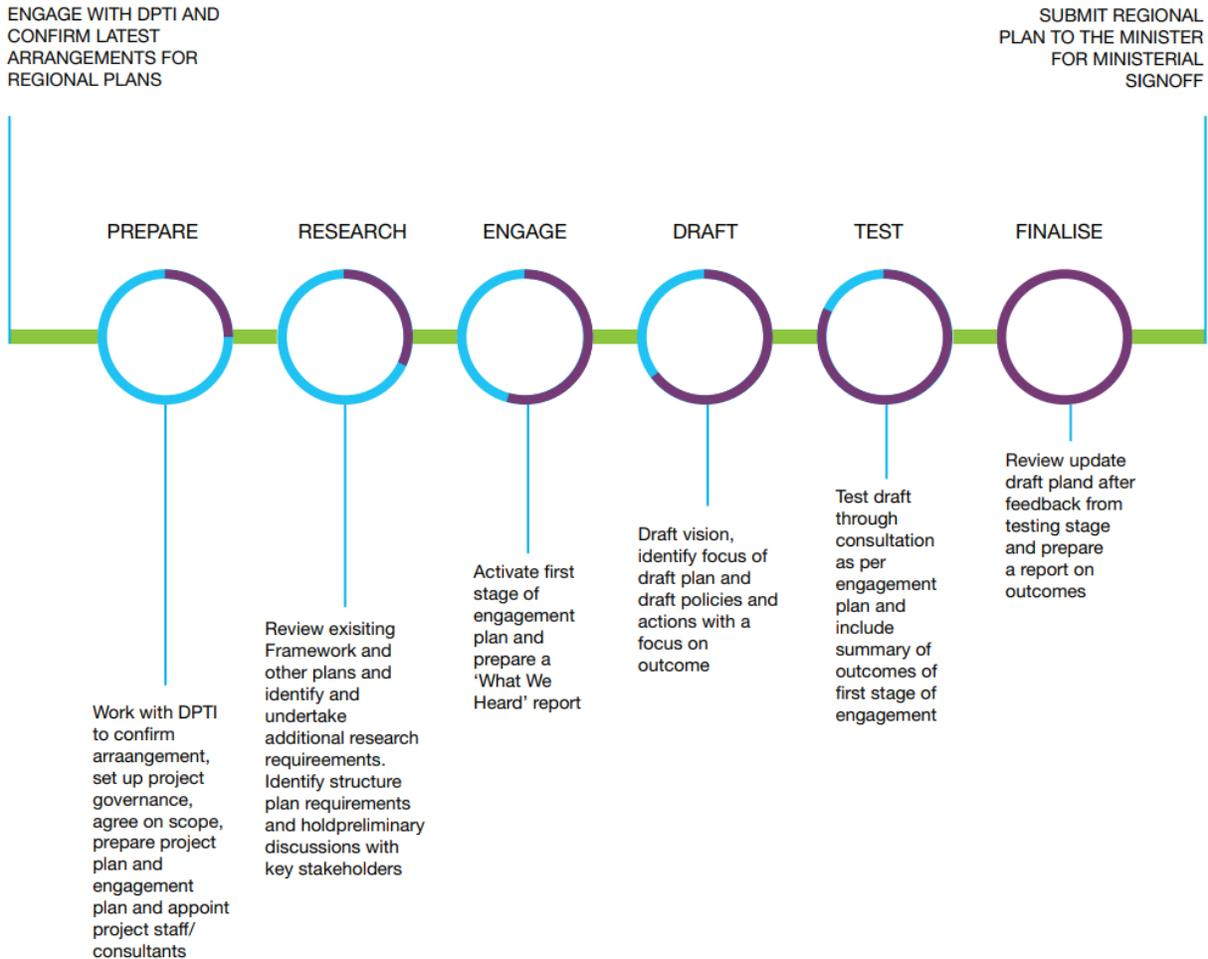 ENGAGE WITH DPTI AND
CONFIRM LATEST
ARRANGEMENTS FOR
REGIONAL PLANS
SUBMIT REGIONAL
PLAN TO THE MINISTER
FOR MINISTERIAL
SIGNOFF
PREPARE
RESEARCH
ENGAGE
DRAFT
TEST
FINALISE
Work with DPTI
to confirm
arraangement,
set up project
governance,
agree on scope,
prepare project
plan and
engagement
plan and appoint
project staff/
consultants
Review exisiting
Framework and
other plans and
identify and
undertake
additional research
requireements.
Identify structure
plan requirements
and holdpreliminary
discussions with
key stakeholders
Activate first
stage of
engagement
plan and
prepare a
‘What We
Heard’ report
Draft vision,
identify focus of
draft plan and
draft policies and
actions with a
focus on
outcome
Test draft
through
consultation
as per
engagement
plan and
include
summary of
outcomes of
first stage of
engagement
Review update
draft pland after
feedback from
testing stage
and prepare
a report on
outcomes